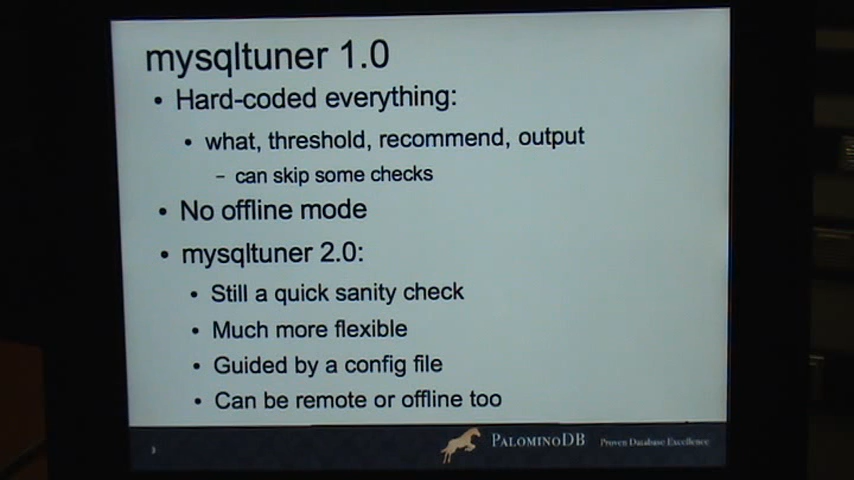 mysqltuner 1.0
• Hard-coded everything:
• what, threshold, recommend, output
– can skip some checks
• No offline mode
• mysqltuner 2.0:
• Still a quick sanity check
• Much more flexible
• Guided by a config file
• Can be remote or offline too
PALOMINODB Proven Database Excellence